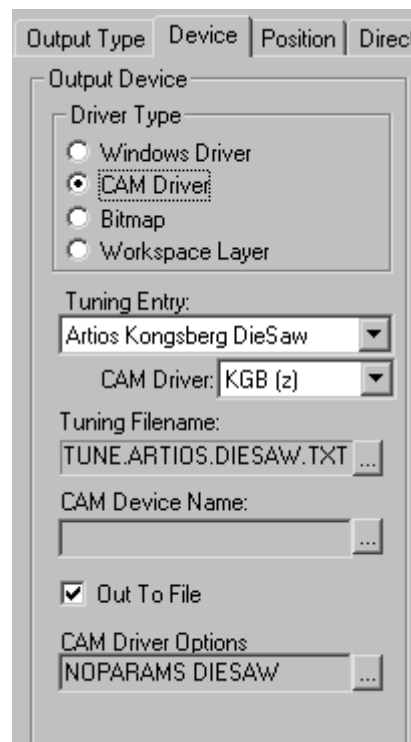 Output Type Device Position Direc
Output Device
Driver Type
Windows Driver
CAM Driver
Bitmap
Workspace Layer
Tuning Entry:
Artios Kongsberg DieSaw
CAM Driver: KGB (z)
Tuning Filename:
TUNE.ARTIOS.DIESAW.TXT ...
CAM Device Name:
...
Out To File
CAM Driver Options
NOPARAMS DIESAW ...